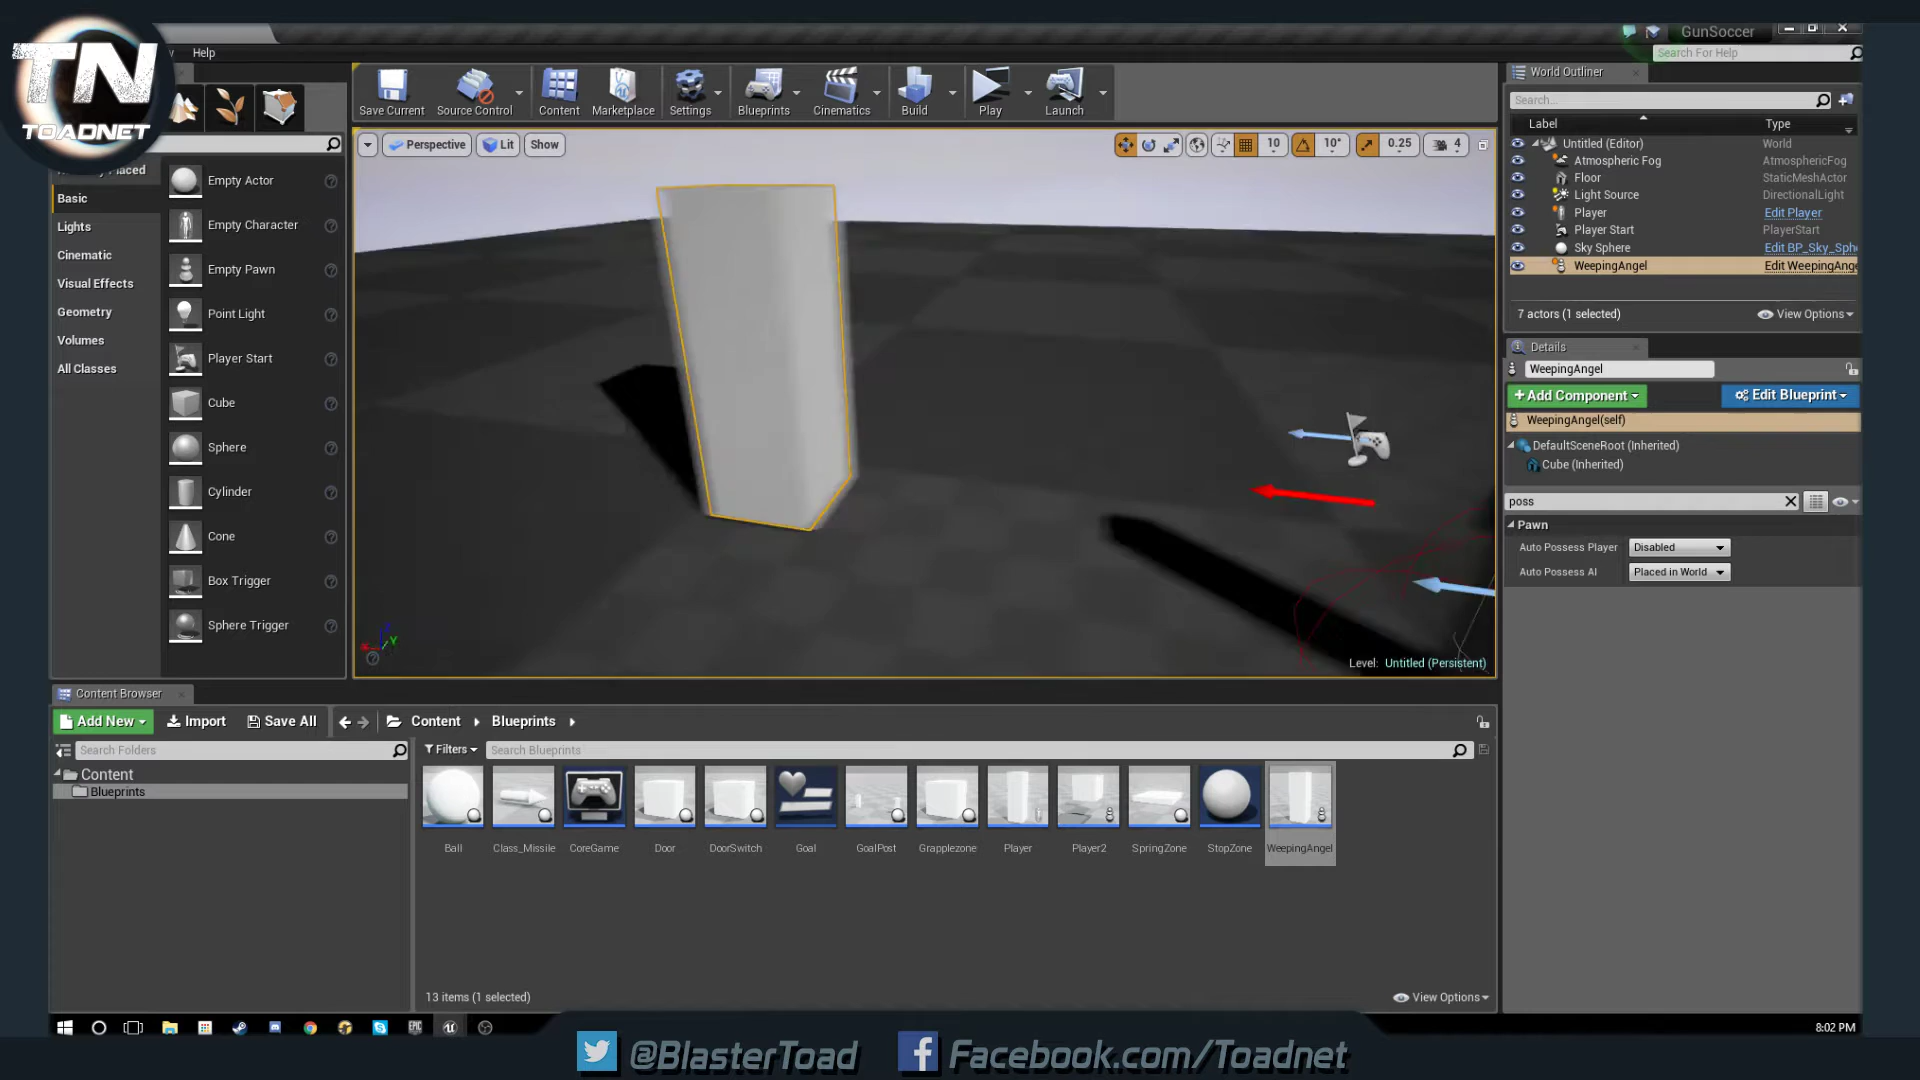 TN
TOADNET
Help
GunSoccer
Search For Help
Save Current
Source Control
Content
Marketplace
Settings
Blueprints
Cinematics
Build
Play
Launch
Perspective
Lit
Show
10
10°
0.25
4
Basic
Lights
Cinematic
Visual Effects
Geometry
Volumes
All Classes
Empty Actor
Empty Character
Empty Pawn
Point Light
Player Start
Cube
Sphere
Cylinder
Cone
Box Trigger
Sphere Trigger
Level: Untitled (Persistent)
World Outliner
Search...
Label Type
Untitled (Editor) World
Atmospheric Fog AtmosphericFog
Floor StaticMeshActor
Light Source DirectionalLight
Player Edit Player
Player Start PlayerStart
Sky Sphere Edit BP_Sky_Sph
WeepingAngel Edit WeepingAnge
7 actors (1 selected) View Options
Details
WeepingAngel
+Add Component Edit Blueprint
WeepingAngel(self)
DefaultSceneRoot (Inherited)
Cube (Inherited)
poss
Pawn
Auto Possess Player Disabled
Auto Possess AI Placed in World
Content Browser
Add New Import Save All Content Blueprints
Search Folders
Filters Search Blueprints
Content
Blueprints
Ball
Class_Missile
CoreGame
Door
DoorSwitch
Goal
GoalPost
Grapplezone
Player
Player2
SpringZone
StopZone
WeepingAngel
13 items (1 selected) View Options
EPIC
8:02 PM
@BlasterToad
Facebook.com/Toadnet